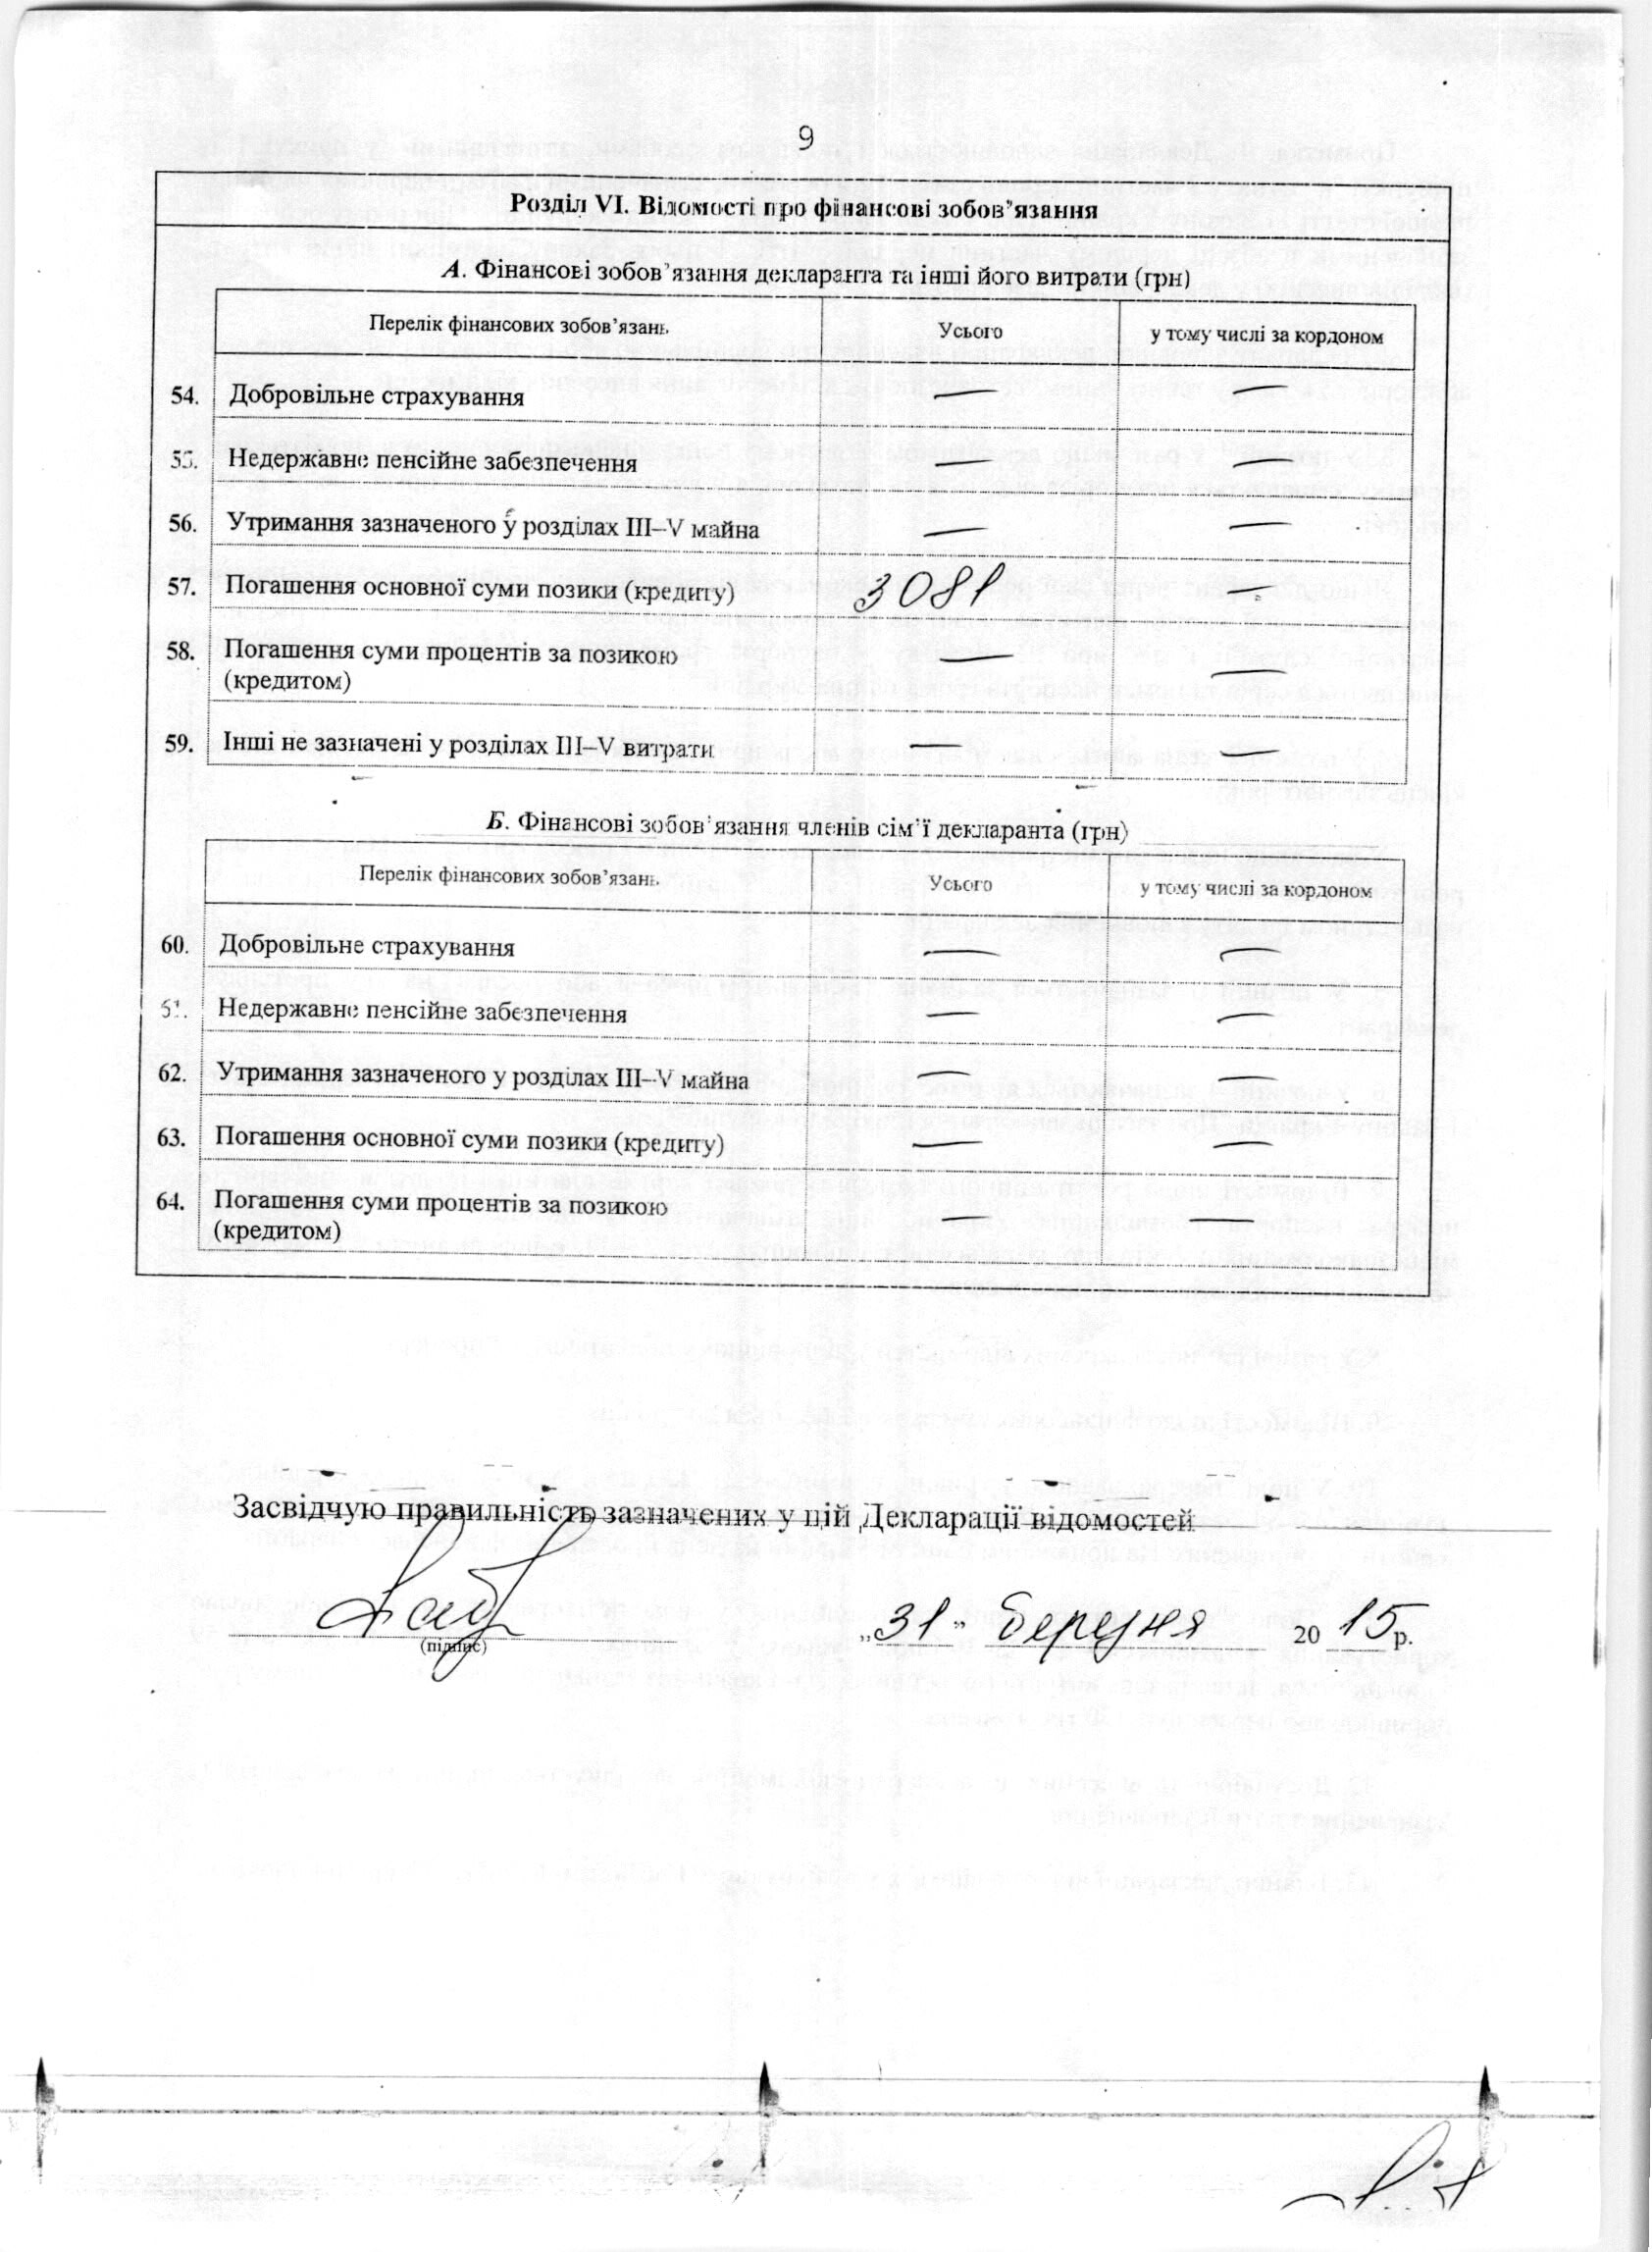 9
Розділ VI. Відомості про фінансові зобов’язання
А. Фінансові зобов’язання декларанта та інші його витрати (грн)
Перелік фінансових зобов’язань Усього у тому числі за кордоном
54. Добровільне страхування — —
55. Недержавне пенсійне забезпечення — —
56. Утримання зазначеного у розділах III–V майна — —
57. Погашення основної суми позики (кредиту) 3081 —
58. Погашення суми процентів за позикою — —
(кредитом)
59. Інші не зазначені у розділах III–V витрати — —
Б. Фінансові зобов’язання членів сім’ї декларанта (грн)
Перелік фінансових зобов’язань Усього у тому числі за кордоном
60. Добровільне страхування — —
61. Недержавне пенсійне забезпечення — —
62. Утримання зазначеного у розділах III–V майна — —
63. Погашення основної суми позики (кредиту) — —
64. Погашення суми процентів за позикою — —
(кредитом)
Засвідчую правильність зазначених у цій Декларації відомостей
„31” березня 2015р.
(підпис)